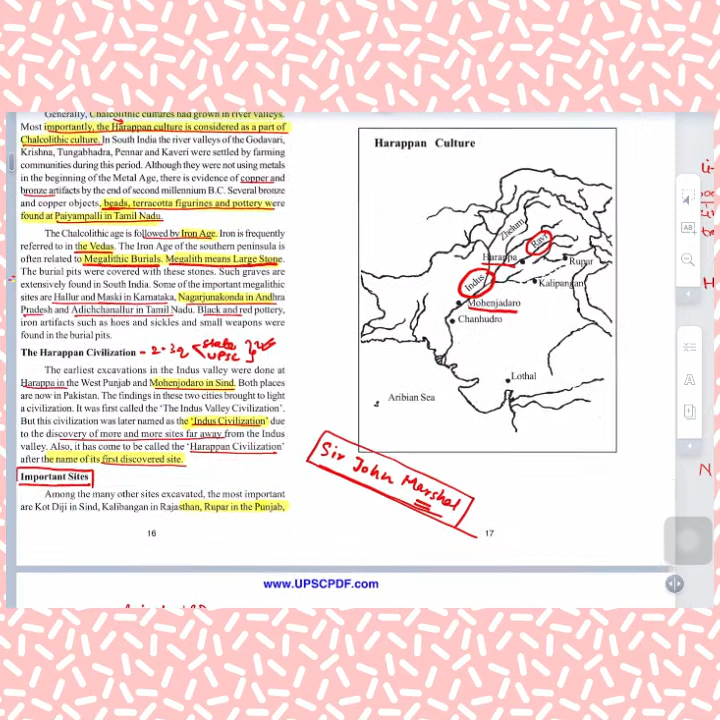 Generally, Chalcolithic cultures had grown in river valleys.
Most importantly, the Harappan culture is considered as a part of
Chalcolithic culture. In South India the river valleys of the Godavari,
Krishna, Tungabhadra, Pennar and Kaveri were settled by farming
communities during this period. Although they were not using metals
in the beginning of the Metal Age, there is evidence of copper and
bronze artifacts by the end of second millennium B.C. Several bronze
and copper objects, beads, terracotta figurines and pottery were
found at Paiyampalli in Tamil Nadu.
The Chalcolithic age is followed by Iron Age. Iron is frequently
referred to in the Vedas. The Iron Age of the southern peninsula is
often related to Megalithic Burials. Megalith means Large Stone.
The burial pits were covered with these stones. Such graves are
extensively found in South India. Some of the important megalithic
sites are Hallur and Maski in Karnataka, Nagarjunakonda in Andhra
Pradesh and Adichchanallur in Tamil Nadu. Black and red pottery,
iron artifacts such as hoes and sickles and small weapons were
found in the burial pits.
The Harappan Civilization - 2-3q State UPSC
The earliest excavations in the Indus valley were done at
Harappa in the West Punjab and Mohenjodaro in Sind. Both places
are now in Pakistan. The findings in these two cities brought to light
a civilization. It was first called the 'The Indus Valley Civilization'.
But this civilization was later named as the 'Indus Civilization' due
to the discovery of more and more sites far away from the Indus
valley. Also, it has come to be called the 'Harappan Civilization'
after the name of its first discovered site.
Important Sites
Among the many other sites excavated, the most important
are Kot Diji in Sind, Kalibangan in Rajasthan, Rupar in the Punjab,
16
Harappan Culture
Zhelum
Ravi
Harappa
Rupar
Indus
Kalipangan
Mohenjadaro
Chanhudro
Lothal
Aribian Sea
Sir John Marshal
17
www.UPSCPDF.com